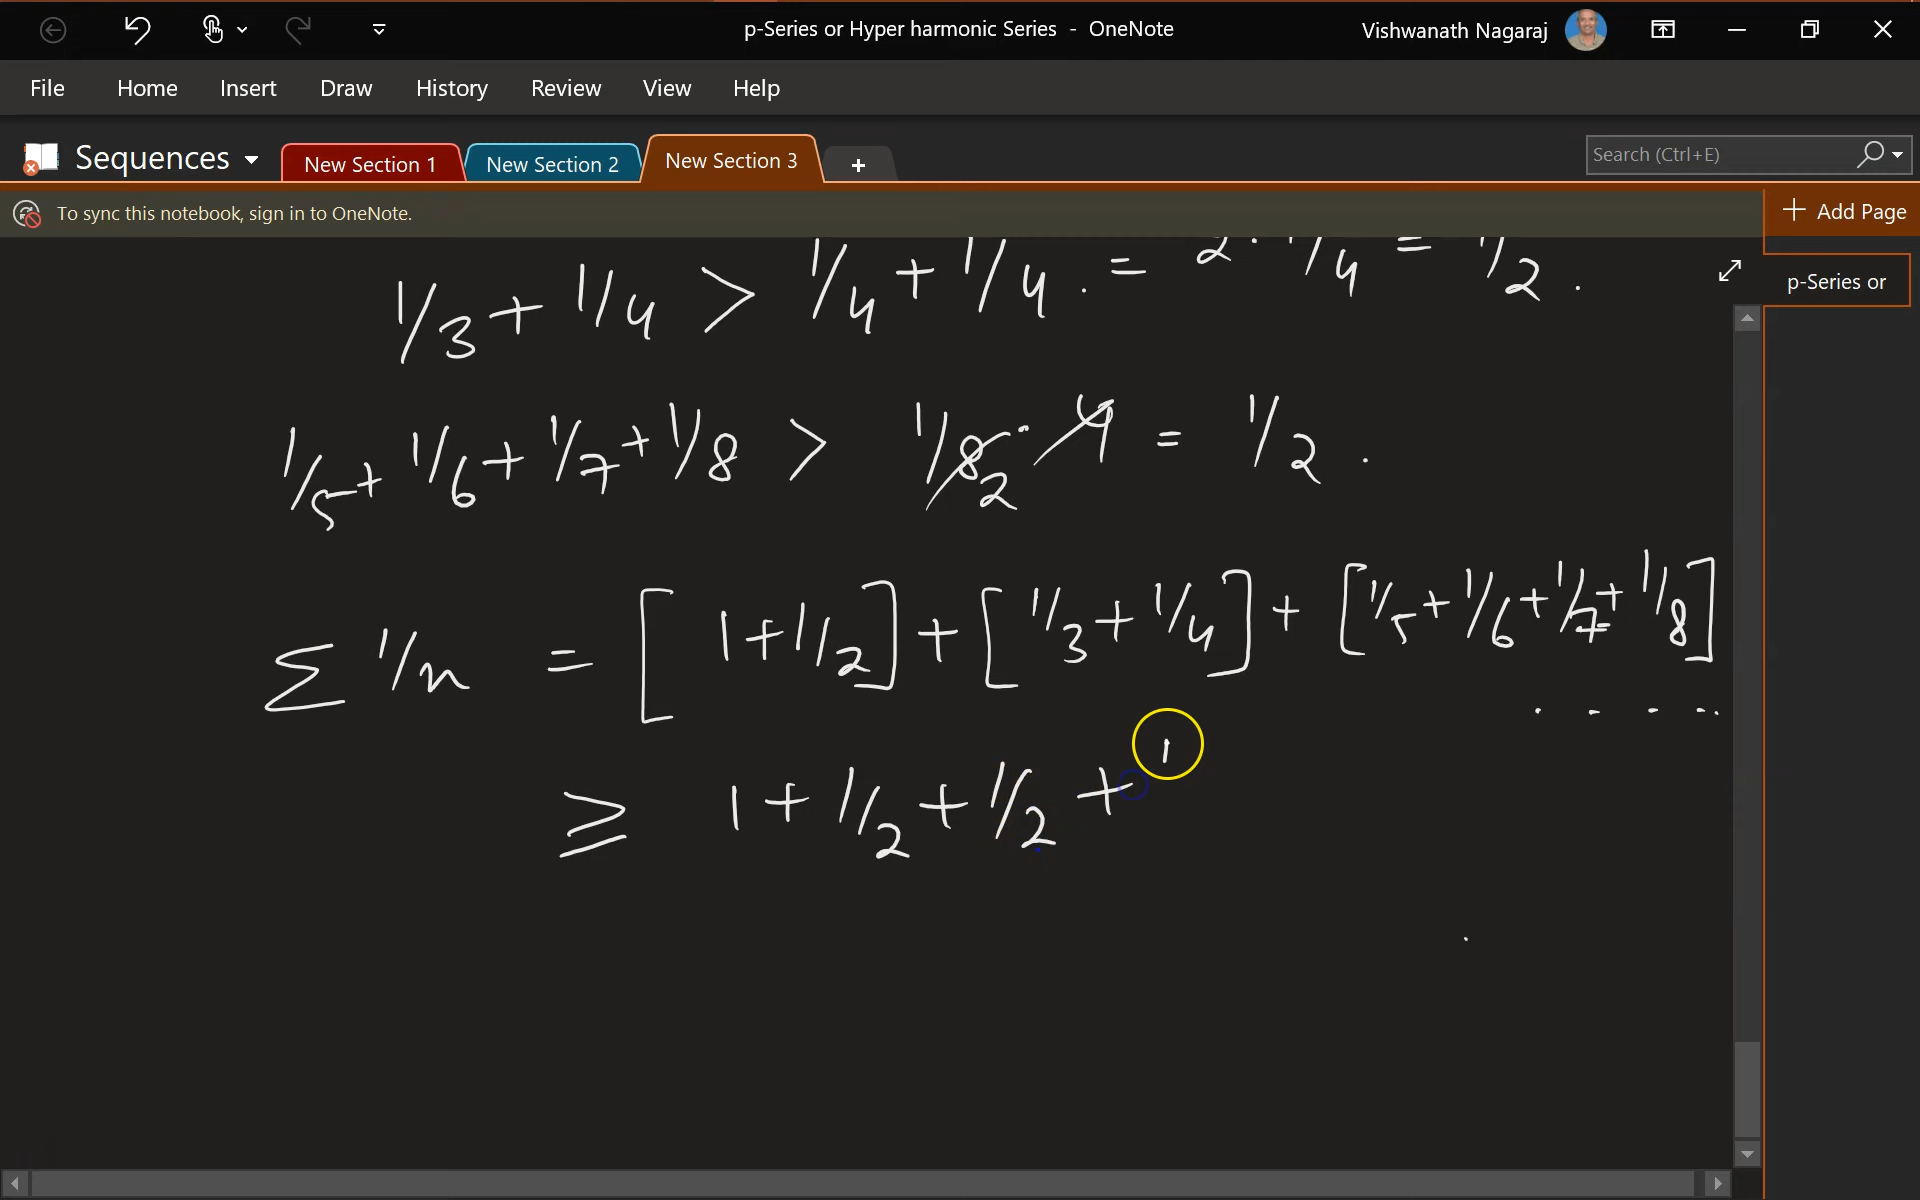 p-Series or Hyper harmonic Series - OneNote
Vishwanath Nagaraj
File Home Insert Draw History Review View Help
Sequences
New Section 1
New Section 2
New Section 3
+
Search (Ctrl+E)
To sync this notebook, sign in to OneNote.
+ Add Page
p-Series or
1/3 + 1/4 > 1/4 + 1/4 . = 2 · 1/4 = 1/2 .
1/5 + 1/6 + 1/7 + 1/8 > 1/8 2 · 4 = 1/2 .
Σ 1/n = [1 + 1/2] + [1/3 + 1/4] + [1/5 + 1/6 + 1/7 + 1/8]
. . . . .
≥ 1 + 1/2 + 1/2 + 1